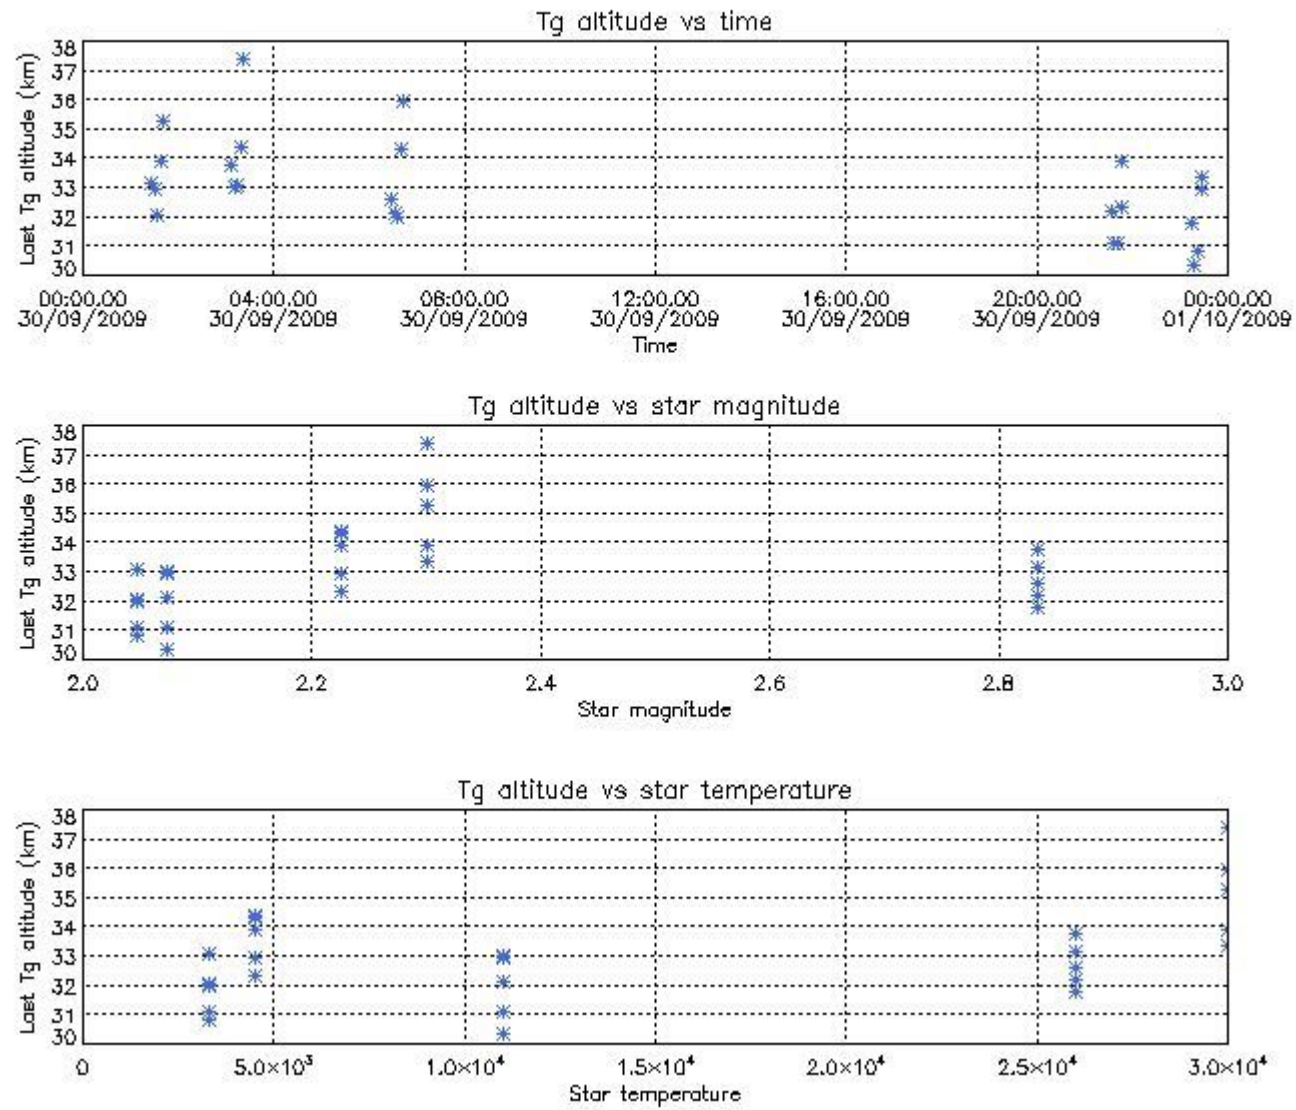 Tg altitude vs time
Last Tg altitude (km)
38
37
36
35
34
33
32
31
30
00:00.00 04:00.00 08:00.00 12:00.00 16:00.00 20:00.00 00:00.00
30/09/2009 30/09/2009 30/09/2009 30/09/2009 30/09/2009 30/09/2009 01/10/2009
Time
Tg altitude vs star magnitude
Last Tg altitude (km)
38
37
36
35
34
33
32
31
30
2.0 2.2 2.4 2.6 2.8 3.0
Star magnitude
Tg altitude vs star temperature
Last Tg altitude (km)
38
37
36
35
34
33
32
31
30
0 5.0×10³ 1.0×10⁴ 1.5×10⁴ 2.0×10⁴ 2.5×10⁴ 3.0×10⁴
Star temperature